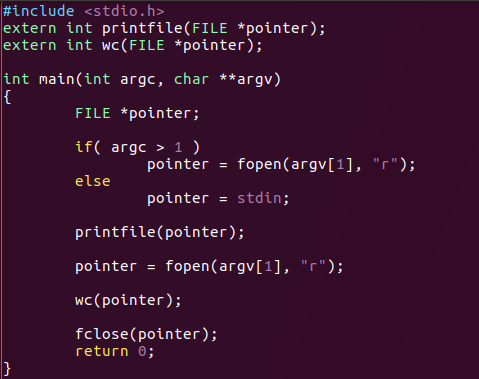 #include <stdio.h>
extern int printfile(FILE *pointer);
extern int wc(FILE *pointer);

int main(int argc, char **argv)
{
        FILE *pointer;

        if( argc > 1 )
                pointer = fopen(argv[1], "r");
        else
                pointer = stdin;

        printfile(pointer);

        pointer = fopen(argv[1], "r");

        wc(pointer);

        fclose(pointer);
        return 0;
}